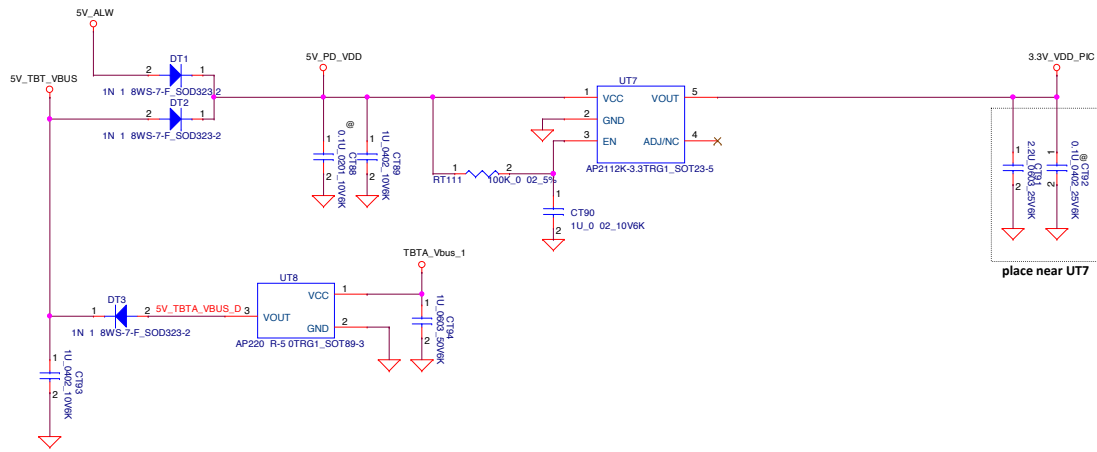 5V_ALW
5V_TBT_VBUS
DT1
2
1
1N 1 8WS-7-F_SOD323-2
DT2
2
1
1N 1 8WS-7-F_SOD323-2
5V_PD_VDD
@
1
2
CT88
0.1U_0201_10V6K
1
2
CT89
1U_0402_10V6K
RT111
1
2
100K_0 02_5%
UT7
1
VCC
VOUT
5
2
GND
3
EN
ADJ/NC
4
AP2112K-3.3TRG1_SOT23-5
1
CT90
2
1U_0 02_10V6K
3.3V_VDD_PIC
1
2
CT91
2.2U_0603_25V6K
@
1
2
CT92
0.1U_0402_25V6K
place near UT7
TBTA_Vbus_1
UT8
VCC
1
5V_TBTA_VBUS_D
3
VOUT
GND
2
AP220 R-5 0TRG1_SOT89-3
1
2
CT94
1U_0603_50V6K
DT3
1
2
1N 1 8WS-7-F_SOD323-2
1
2
CT93
1U_0402_10V6K